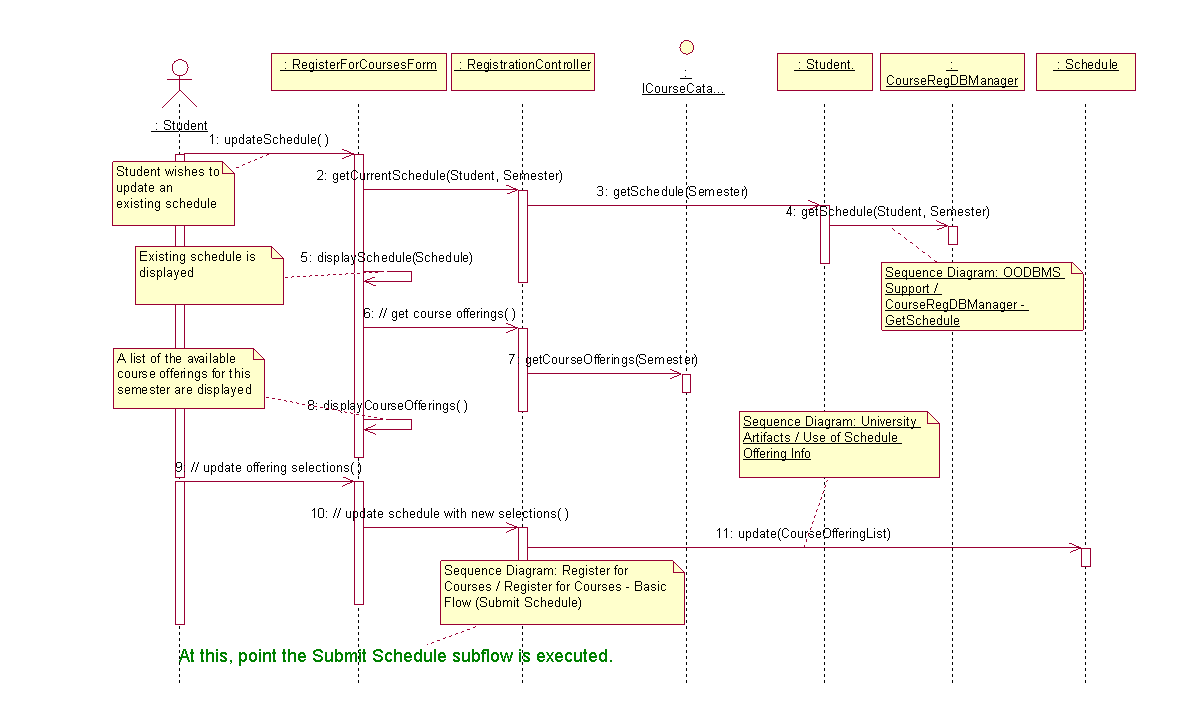 : RegisterForCoursesForm
: RegistrationController
:
ICourseCata...
: Student.
:
CourseRegDBManager
: Schedule
: Student
1: updateSchedule( )
Student wishes to
update an
existing schedule
2: getCurrentSchedule(Student, Semester)
3: getSchedule(Semester)
4: getSchedule(Student, Semester)
Existing schedule is
displayed
5: displaySchedule(Schedule)
Sequence Diagram: OODBMS
Support /
CourseRegDBManager -
GetSchedule
6: // get course offerings( )
A list of the available
course offerings for this
semester are displayed
7: getCourseOfferings(Semester)
8: displayCourseOfferings( )
Sequence Diagram: University
Artifacts / Use of Schedule
Offering Info
9: // update offering selections( )
10: // update schedule with new selections( )
11: update(CourseOfferingList)
Sequence Diagram: Register for
Courses / Register for Courses - Basic
Flow (Submit Schedule)
At this, point the Submit Schedule subflow is executed.